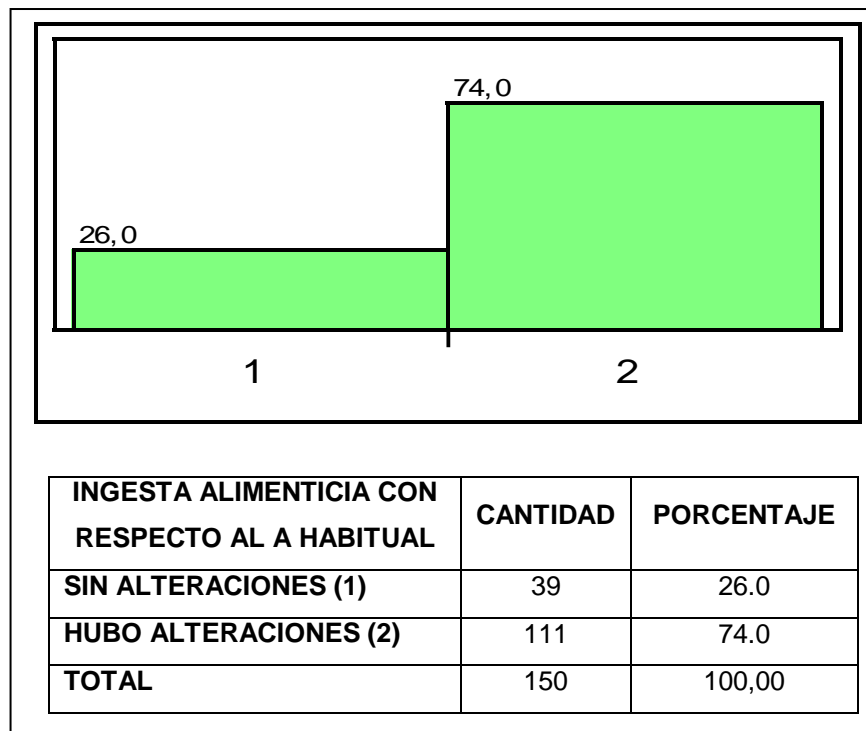 74,0
26,0
1 2
INGESTA ALIMENTICIA CON
RESPECTO AL A HABITUAL CANTIDAD PORCENTAJE
SIN ALTERACIONES (1) 39 26.0
HUBO ALTERACIONES (2) 111 74.0
TOTAL 150 100,00